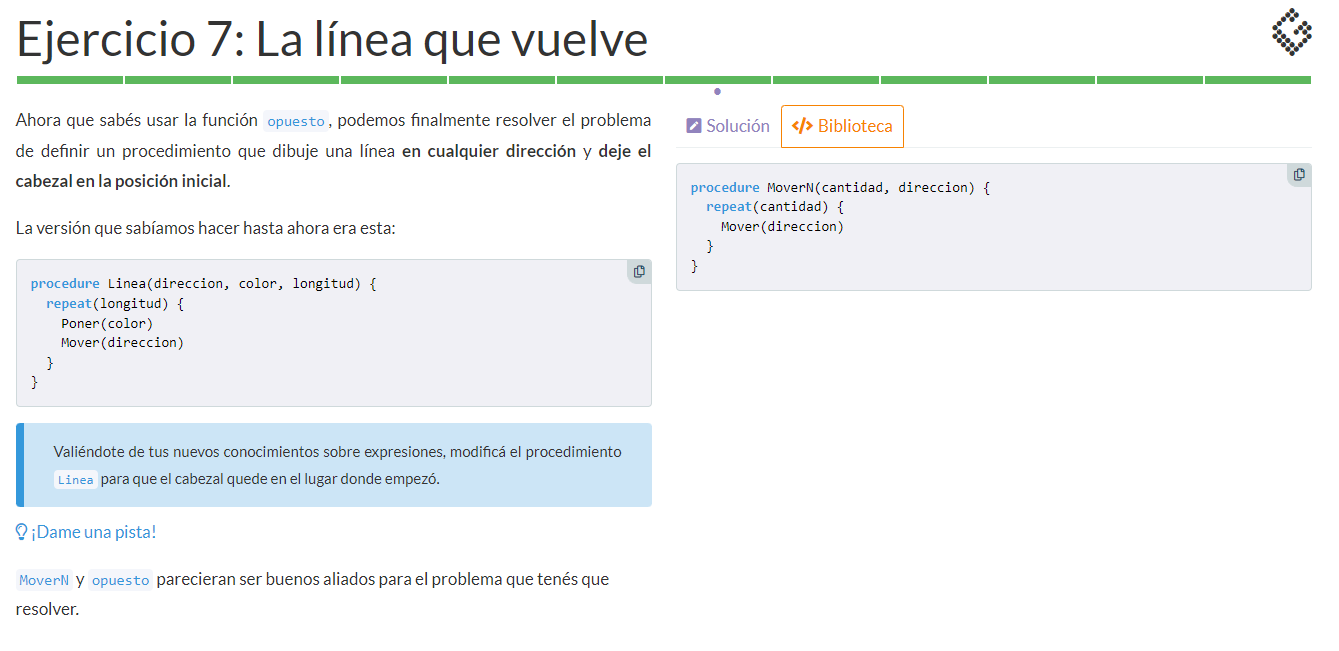 Ejercicio 7: La línea que vuelve
Ahora que sabés usar la función opuesto, podemos finalmente resolver el problema
de definir un procedimiento que dibuje una línea en cualquier dirección y deje el
cabezal en la posición inicial.
La versión que sabíamos hacer hasta ahora era esta:
procedure Linea(direccion, color, longitud) {
  repeat(longitud) {
    Poner(color)
    Mover(direccion)
  }
}
Valiéndote de tus nuevos conocimientos sobre expresiones, modificá el procedimiento
Linea para que el cabezal quede en el lugar donde empezó.
¡Dame una pista!
MoverN y opuesto parecieran ser buenos aliados para el problema que tenés que
resolver.
Solución
</> Biblioteca
procedure MoverN(cantidad, direccion) {
  repeat(cantidad) {
    Mover(direccion)
  }
}